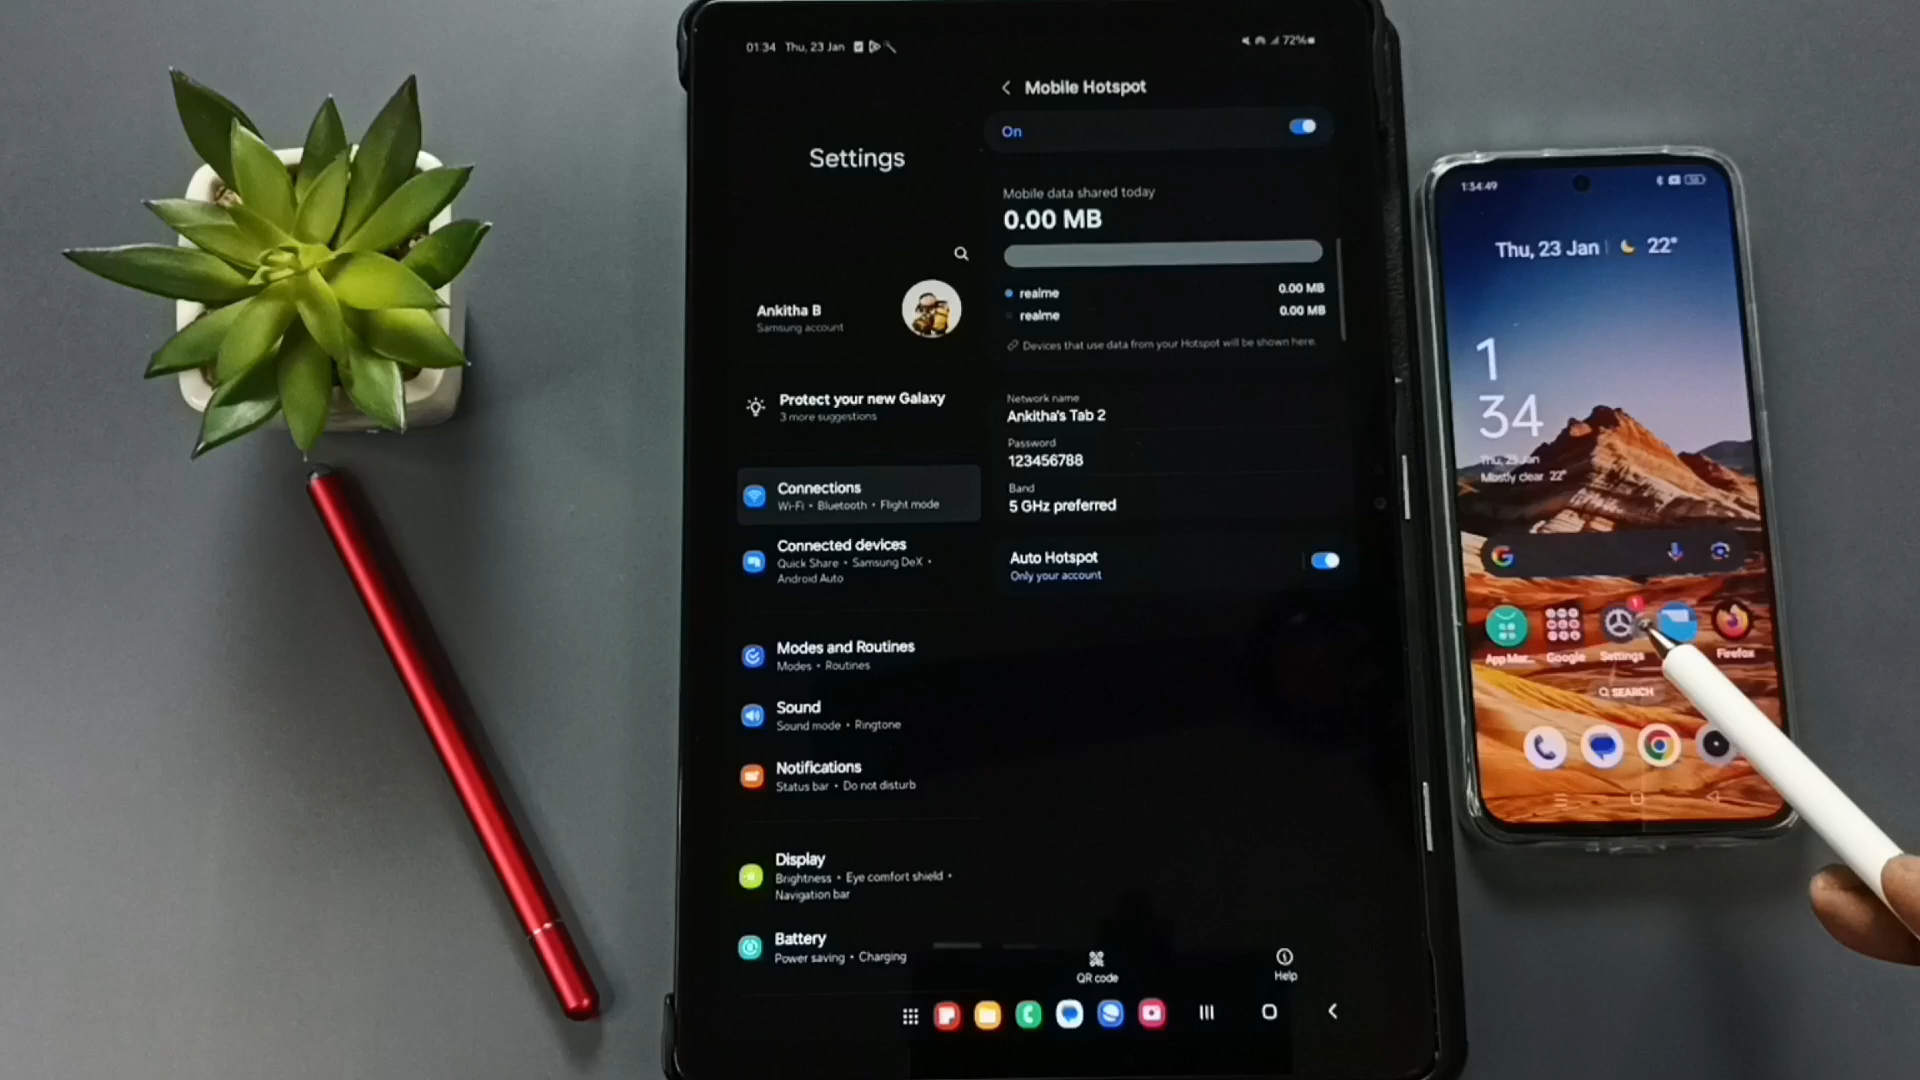 01:34 Thu, 23 Jan
72%
Settings
Ankitha B
Samsung account
Protect your new Galaxy
3 more suggestions
Connections
Wi-Fi • Bluetooth • Flight mode
Connected devices
Quick Share • Samsung DeX •
Android Auto
Modes and Routines
Modes • Routines
Sound
Sound mode • Ringtone
Notifications
Status bar • Do not disturb
Display
Brightness • Eye comfort shield •
Navigation bar
Battery
Power saving • Charging
Mobile Hotspot
On
Mobile data shared today
0.00 MB
realme 0.00 MB
realme 0.00 MB
Devices that use data from your Hotspot will be shown here.
Network name
Ankitha's Tab 2
Password
123456788
Band
5 GHz preferred
Auto Hotspot
Only your account
QR code
Help
1:34:49
Thu, 23 Jan 22°
1
34
Thu, 23 Jan
Mostly clear 22°
Google
Settings
1
Firefox
SEARCH